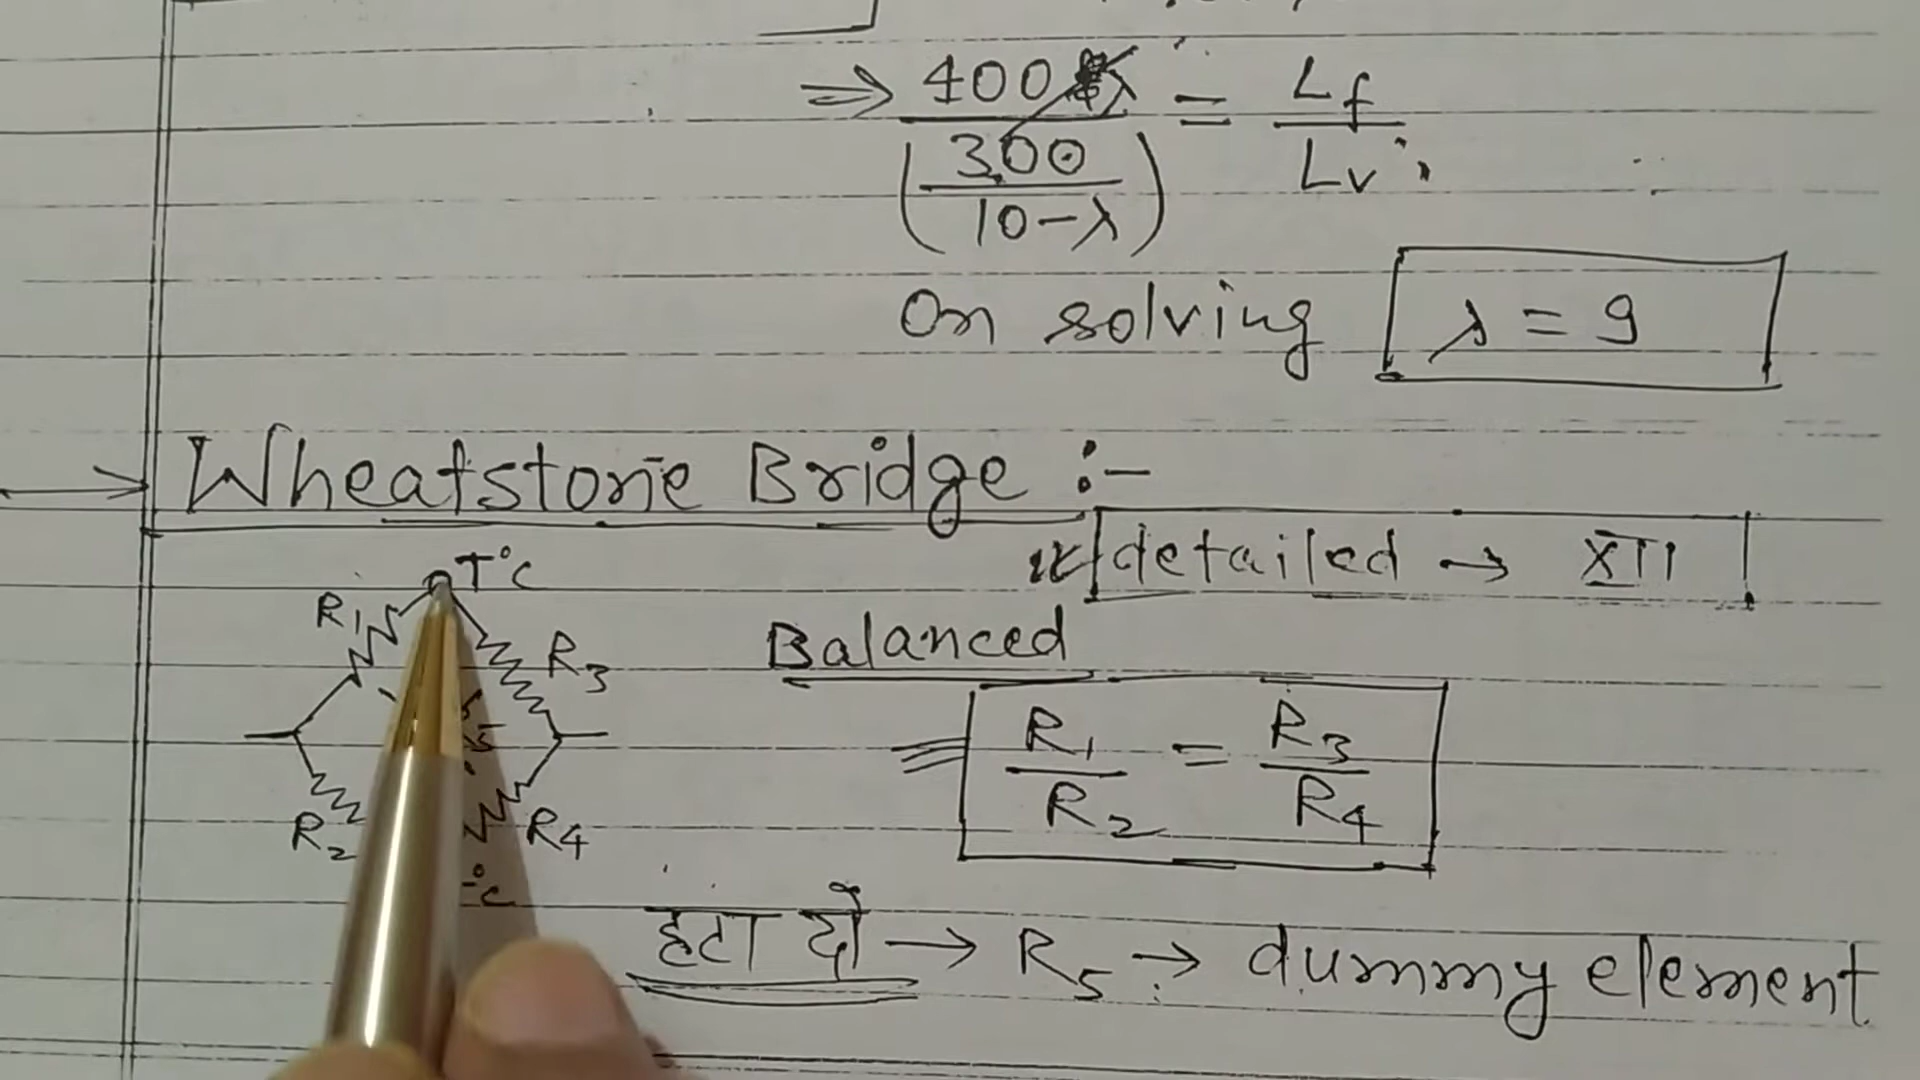 ⇒ 400 λ / (300 / 10-λ) = Lf / Lv
On solving λ = 9
→ Wheatstone Bridge :-
detailed → XII
T°C
R1
R3
Balanced
R1 / R2 = R3 / R4
R2
R4
°C
हटा दो → R5 → dummy element